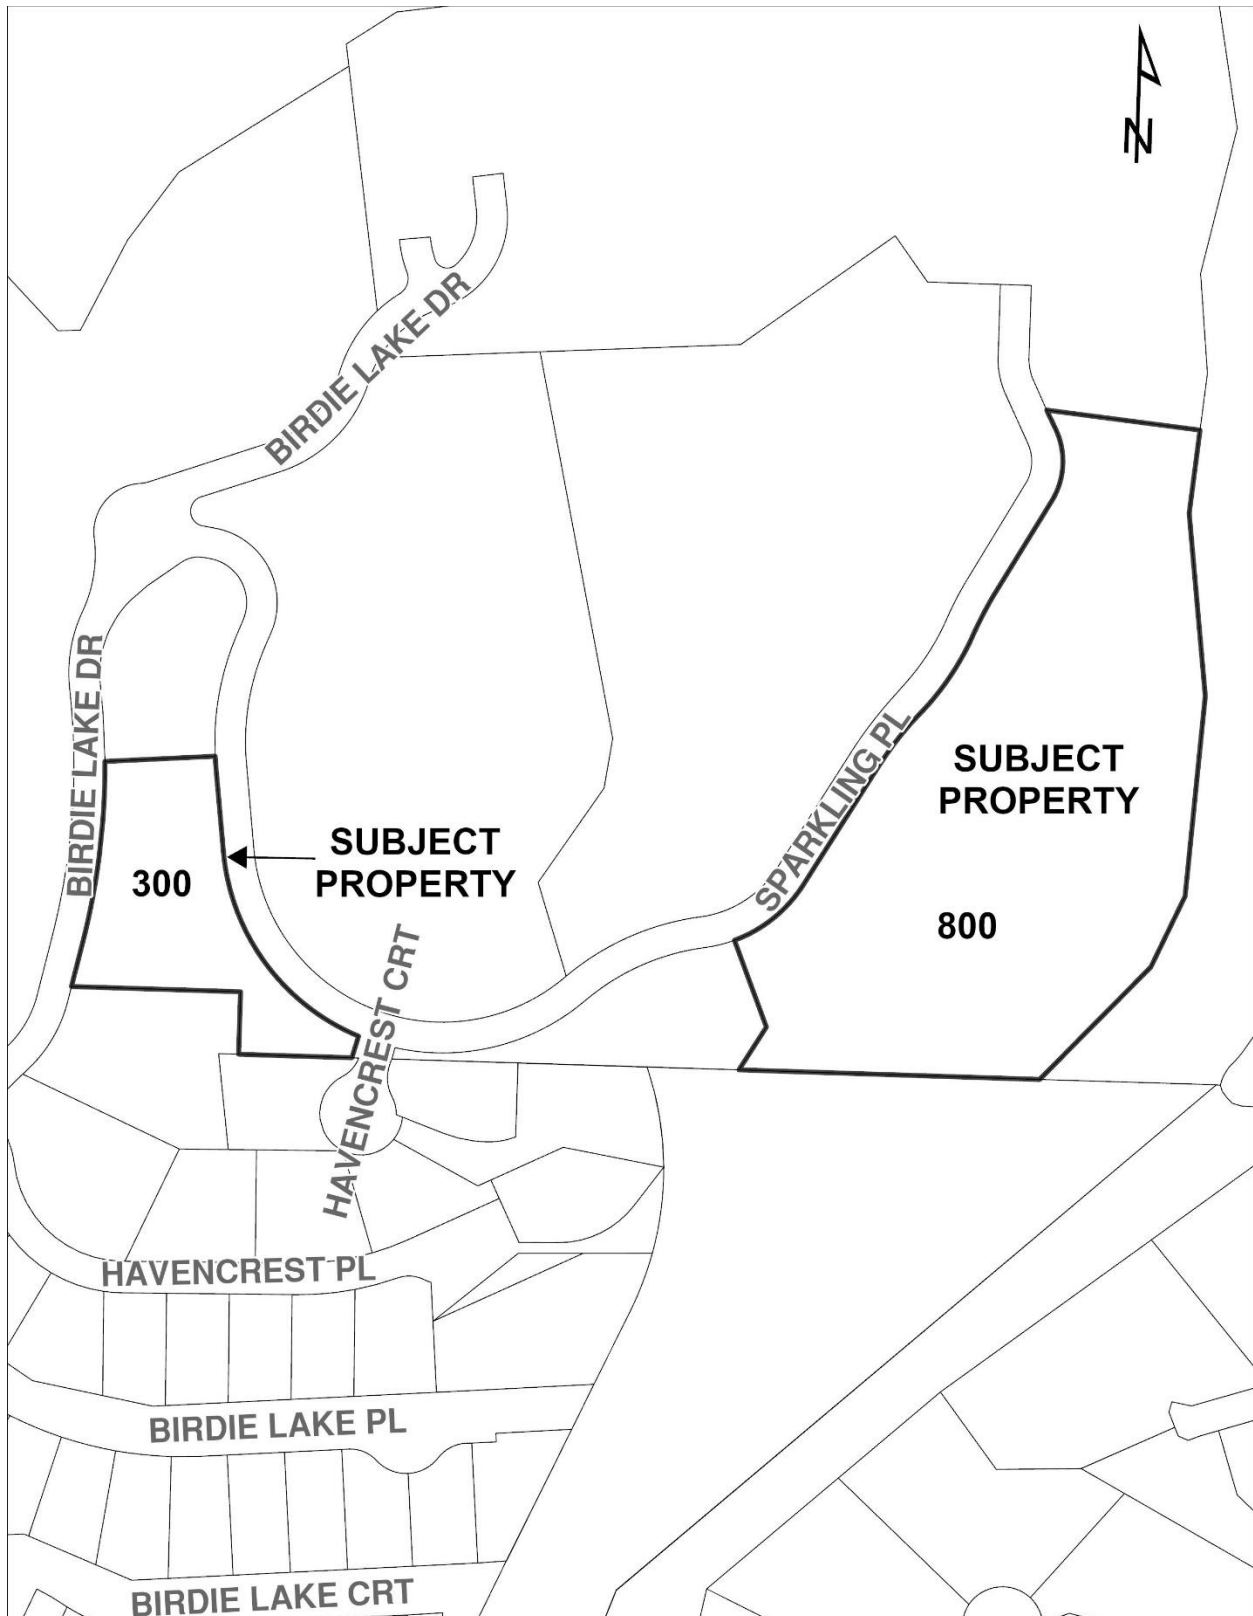 N
BIRDIE LAKE DR
BIRDIE LAKE DR
SPARKLING PL
SUBJECT
PROPERTY
800
SUBJECT
PROPERTY
300
HAVENCREST CRT
HAVENCREST PL
BIRDIE LAKE PL
BIRDIE LAKE CRT